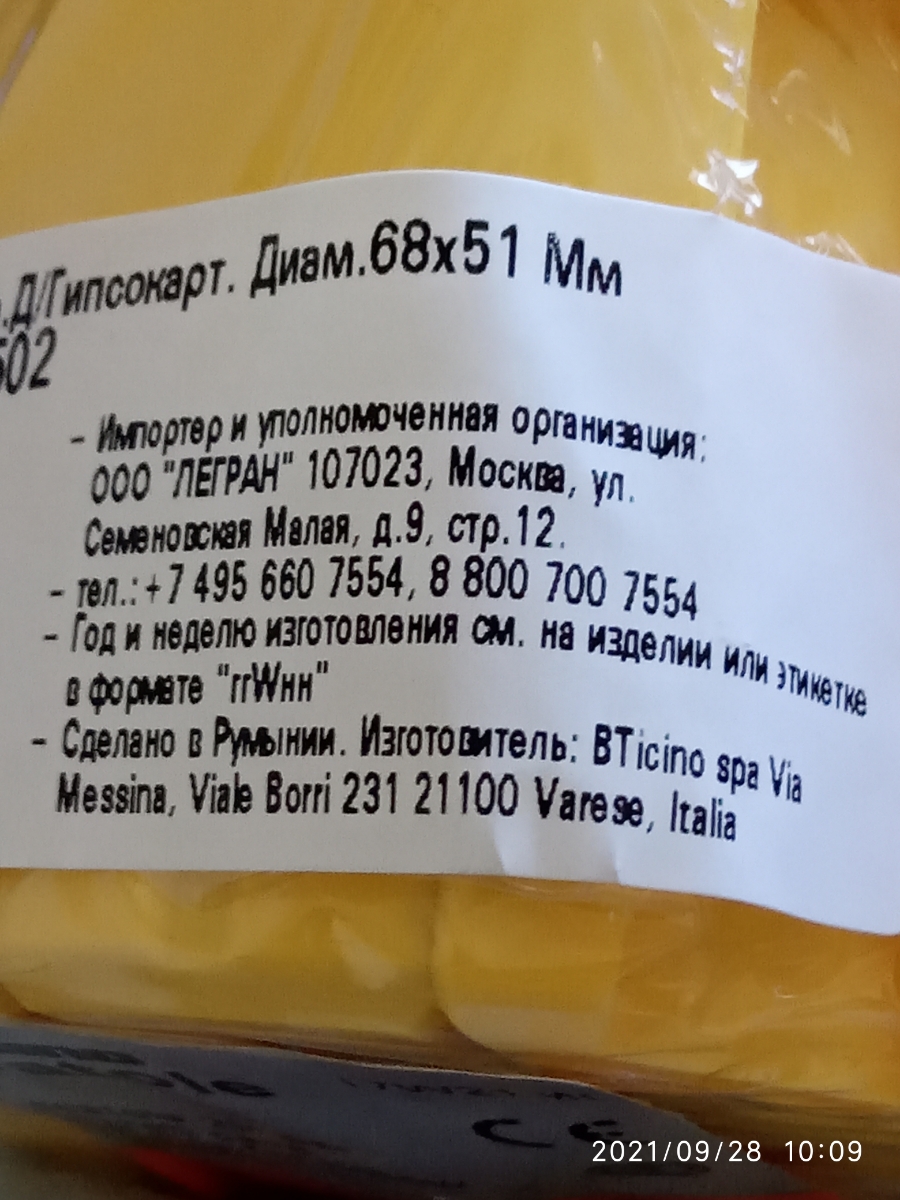 .Д/Гипсокарт. Диам.68x51 Мм
502
- Импортер и уполномоченная организация:
ООО "ЛЕГРАН" 107023, Москва, ул.
Семеновская Малая, д.9, стр.12.
- тел.: +7 495 660 7554, 8 800 700 7554
- Год и неделю изготовления см. на изделии или этикетке
в формате "ггWнн"
- Сделано в Румынии. Изготовитель: BTicino spa Via
Messina, Viale Borri 231 21100 Varese, Italia
CE
2021/09/28 10:09